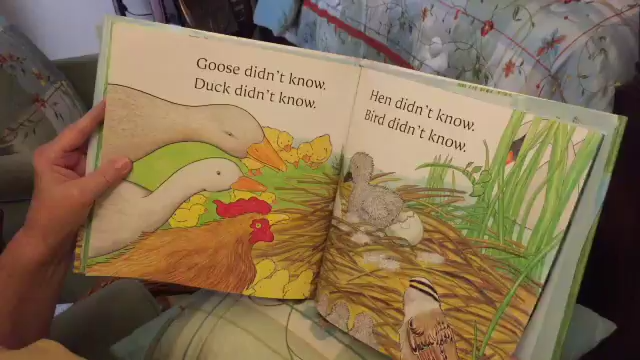 Goose didn't know.
Duck didn't know.
Hen didn't know.
Bird didn't know.